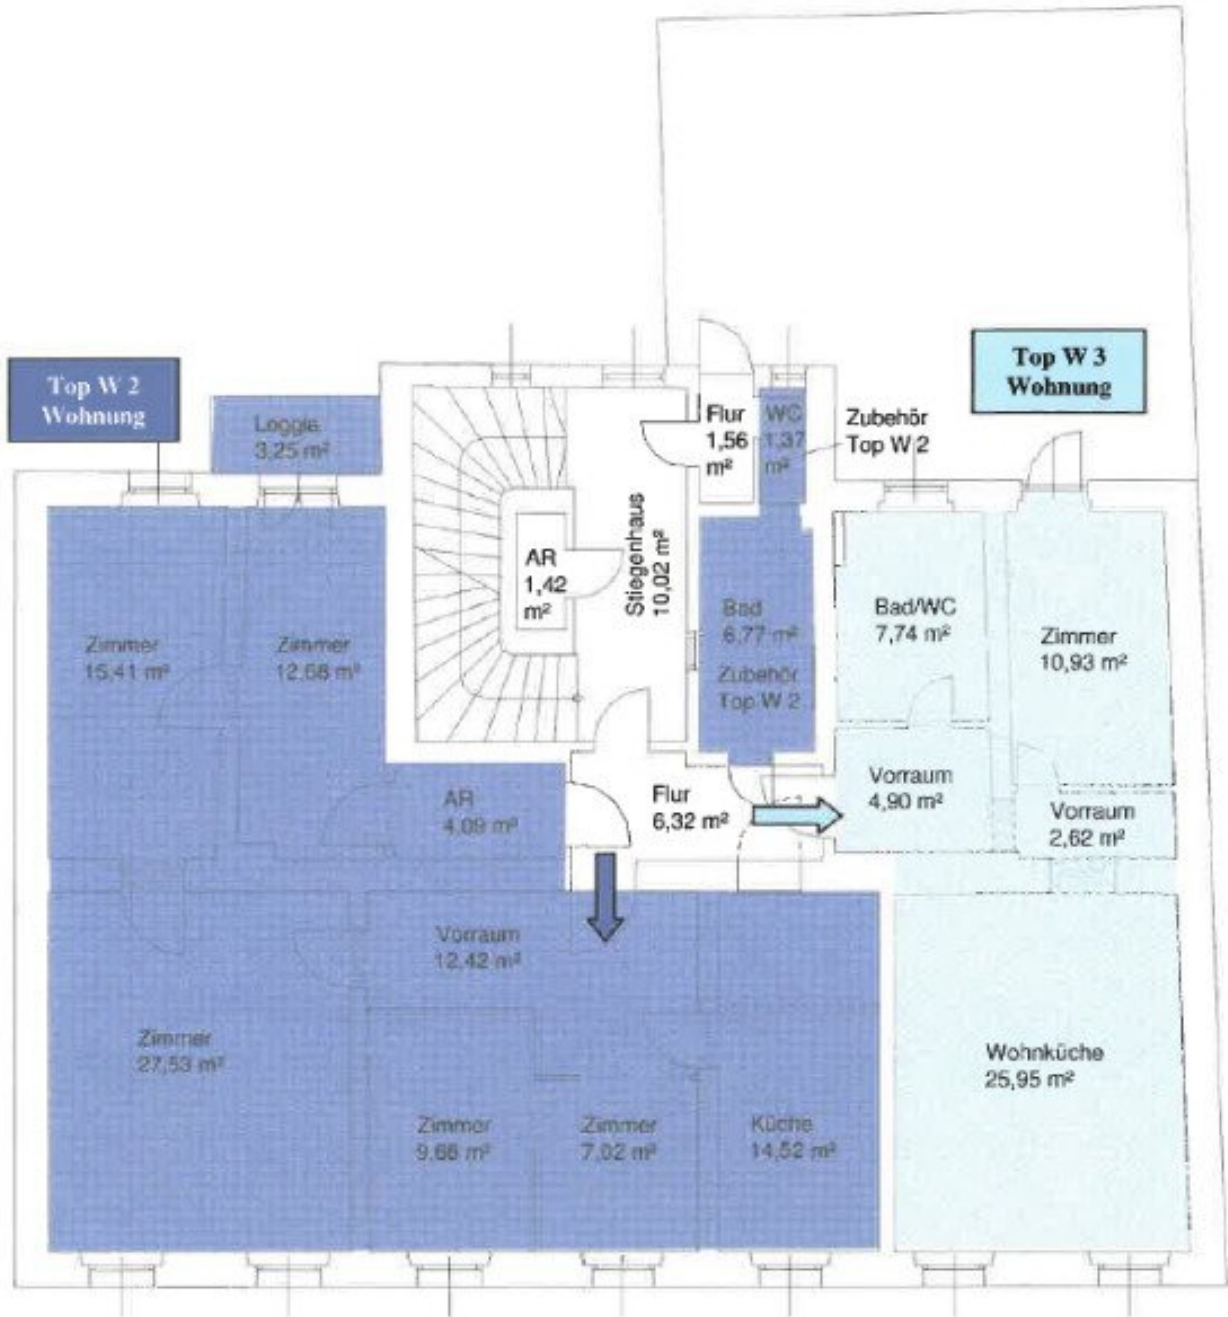 Top W 2
Wohnung
Loggia
3,25 m²
Flur
1,56
m²
WC
1,37
m²
Zubehör
Top W 2
Top W 3
Wohnung
AR
1,42
m²
Stiegenhaus
10,02 m²
Zimmer
15,41 m²
Zimmer
12,68 m²
Bad
6,77 m²
Zubehör
Top W 2
Bad/WC
7,74 m²
Zimmer
10,93 m²
AR
4,09 m²
Flur
6,32 m²
Vorraum
4,90 m²
Vorraum
2,62 m²
Vorraum
12,42 m²
Zimmer
27,53 m²
Zimmer
9,68 m²
Zimmer
7,02 m²
Küche
14,52 m²
Wohnküche
25,95 m²